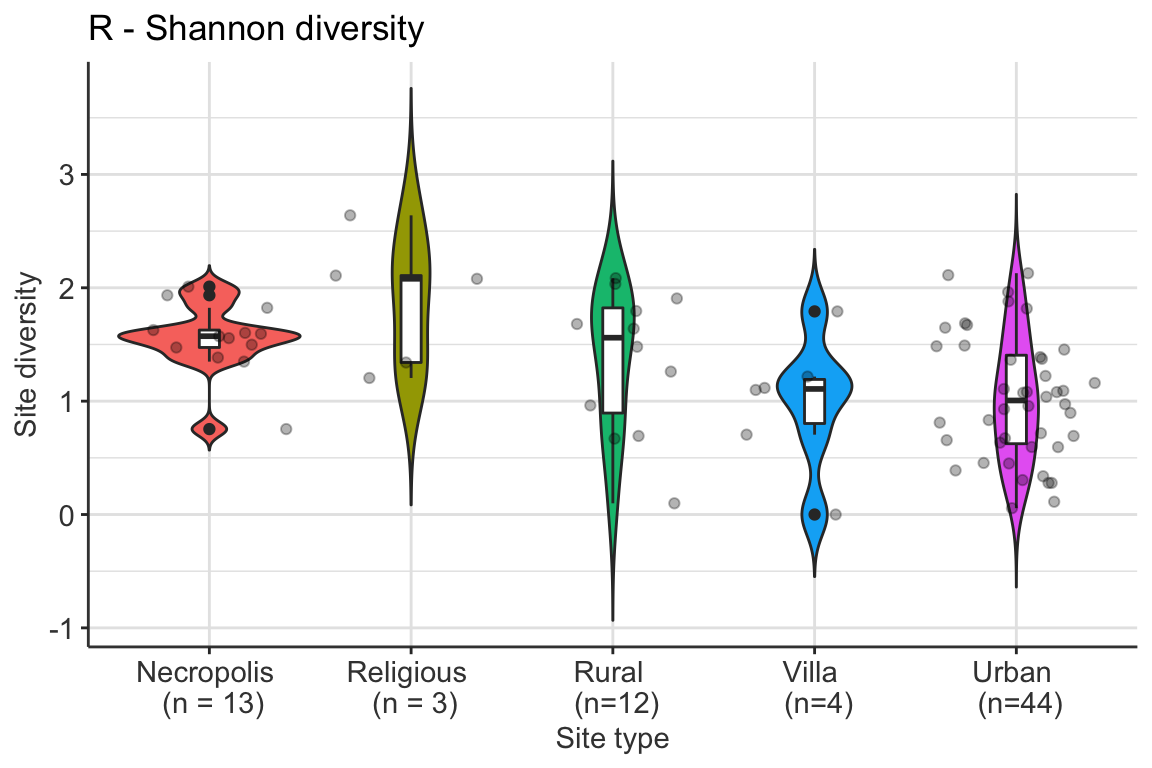 R - Shannon diversity
Site diversity
3
2
1
0
-1
Necropolis
(n = 13)
Religious
(n = 3)
Rural
(n=12)
Villa
(n=4)
Urban
(n=44)
Site type